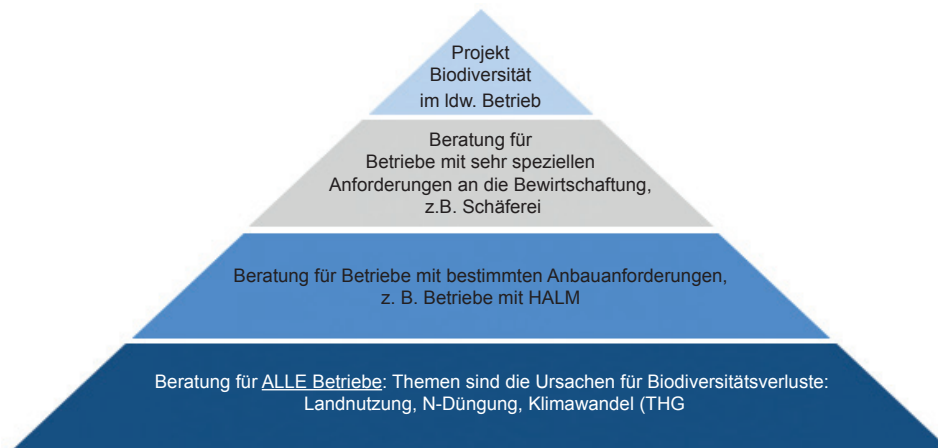 Projekt
Biodiversität
im ldw. Betrieb
Beratung für
Betriebe mit sehr speziellen
Anforderungen an die Bewirtschaftung,
z.B. Schäferei
Beratung für Betriebe mit bestimmten Anbauanforderungen,
z. B. Betriebe mit HALM
Beratung für ALLE Betriebe: Themen sind die Ursachen für Biodiversitätsverluste:
Landnutzung, N-Düngung, Klimawandel (THG